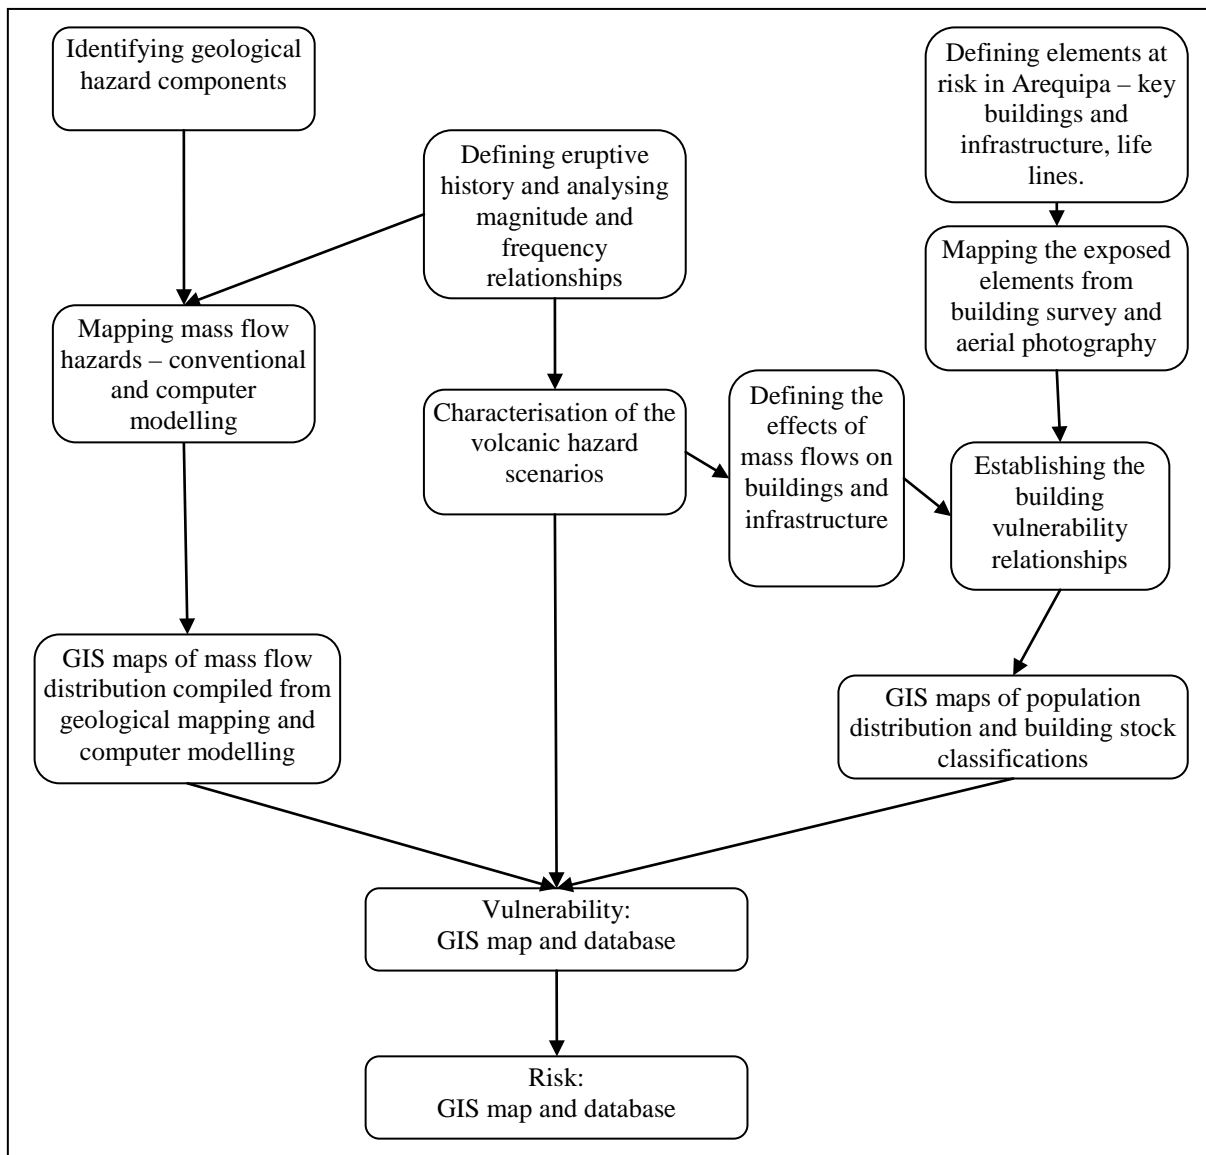 Identifying geological
hazard components
Defining elements at
risk in Arequipa – key
buildings and
infrastructure, life
lines.
Defining eruptive
history and analysing
magnitude and
frequency
relationships
Mapping the exposed
elements from
building survey and
aerial photography
Mapping mass flow
hazards – conventional
and computer
modelling
Characterisation of the
volcanic hazard
scenarios
Defining the
effects of
mass flows on
buildings and
infrastructure
Establishing the
building
vulnerability
relationships
GIS maps of mass flow
distribution compiled from
geological mapping and
computer modelling
GIS maps of population
distribution and building stock
classifications
Vulnerability:
GIS map and database
Risk:
GIS map and database